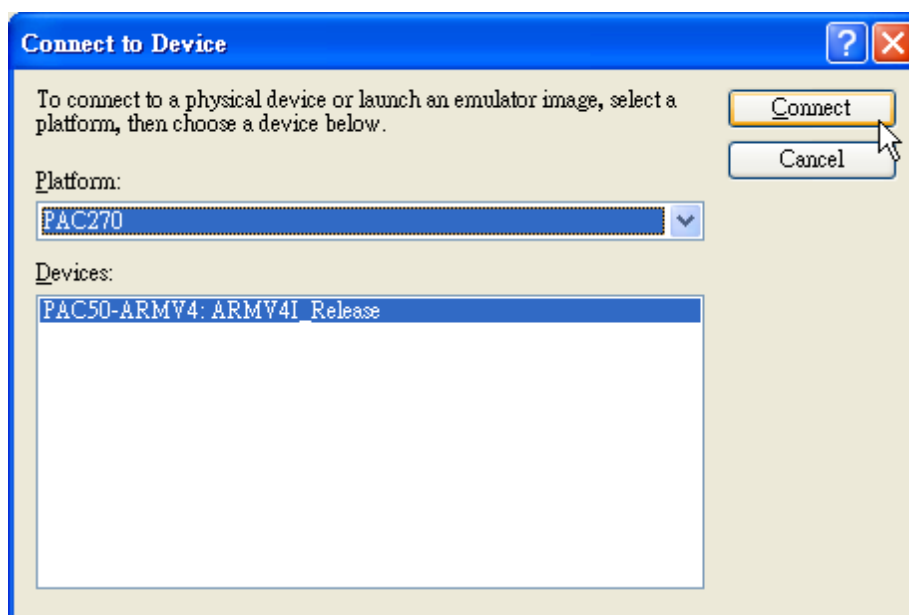 Connect to Device
To connect to a physical device or launch an emulator image, select a
platform, then choose a device below.
Connect
Cancel
Platform:
PAC270
Devices:
PAC50-ARMV4: ARMV4I_Release